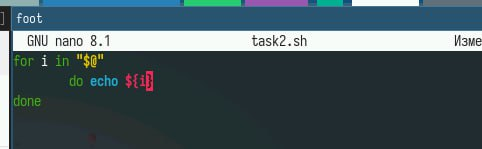 ]
foot
GNU nano 8.1 task2.sh Изме
for i in "$@"
do echo ${i}
done